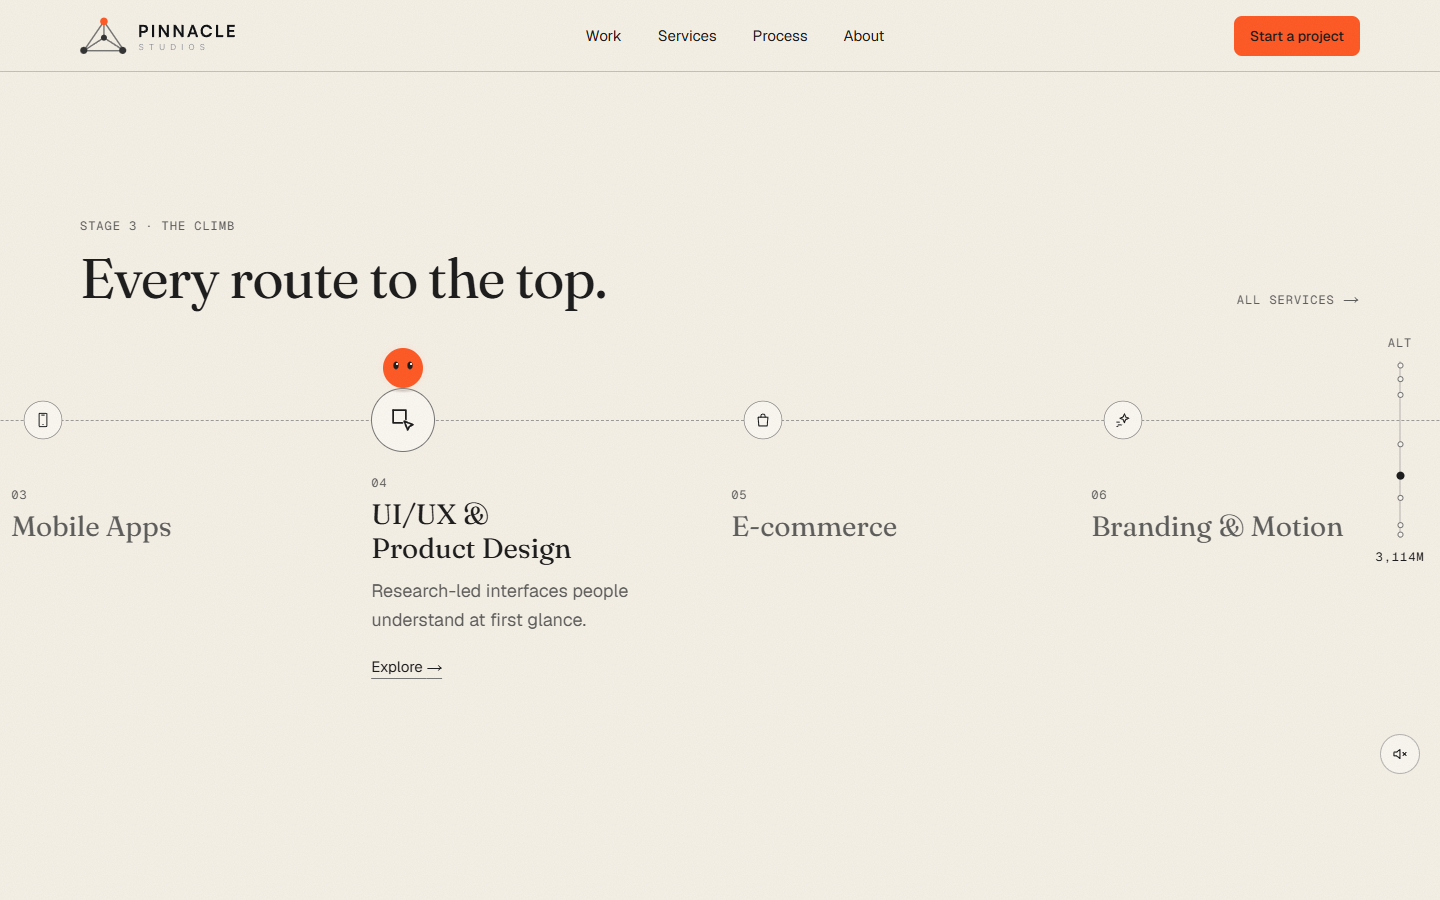 PINNACLE
STUDIOS
Work
Services
Process
About
Start a project
STAGE 3 · THE CLIMB
Every route to the top.
ALL SERVICES →
ALT
03
Mobile Apps
04
UI/UX &
Product Design
Research-led interfaces people
understand at first glance.
Explore →
05
E-commerce
06
Branding & Motion
3,114M